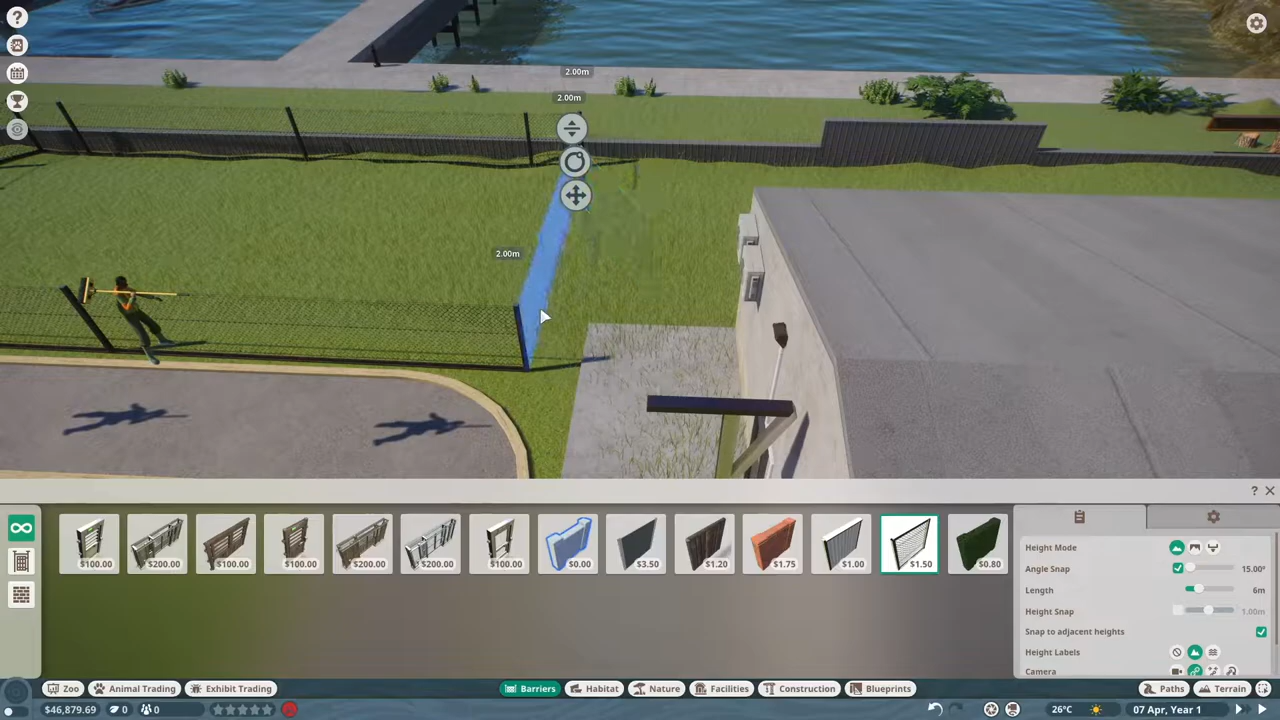 2.00m
2.00m
2.00m
$100.00
$200.00
$100.00
$100.00
$200.00
$200.00
$100.00
$0.00
$3.50
$1.20
$1.75
$1.00
$1.50
$0.80
?
?
Height Mode
Angle Snap
15.00°
Length
6m
Height Snap
1.00m
Snap to adjacent heights
Height Labels
Camera
Zoo
Animal Trading
Exhibit Trading
Barriers
Habitat
Nature
Facilities
Construction
Blueprints
Paths
Terrain
$46,879.69
0
0
26°C
07 Apr, Year 1